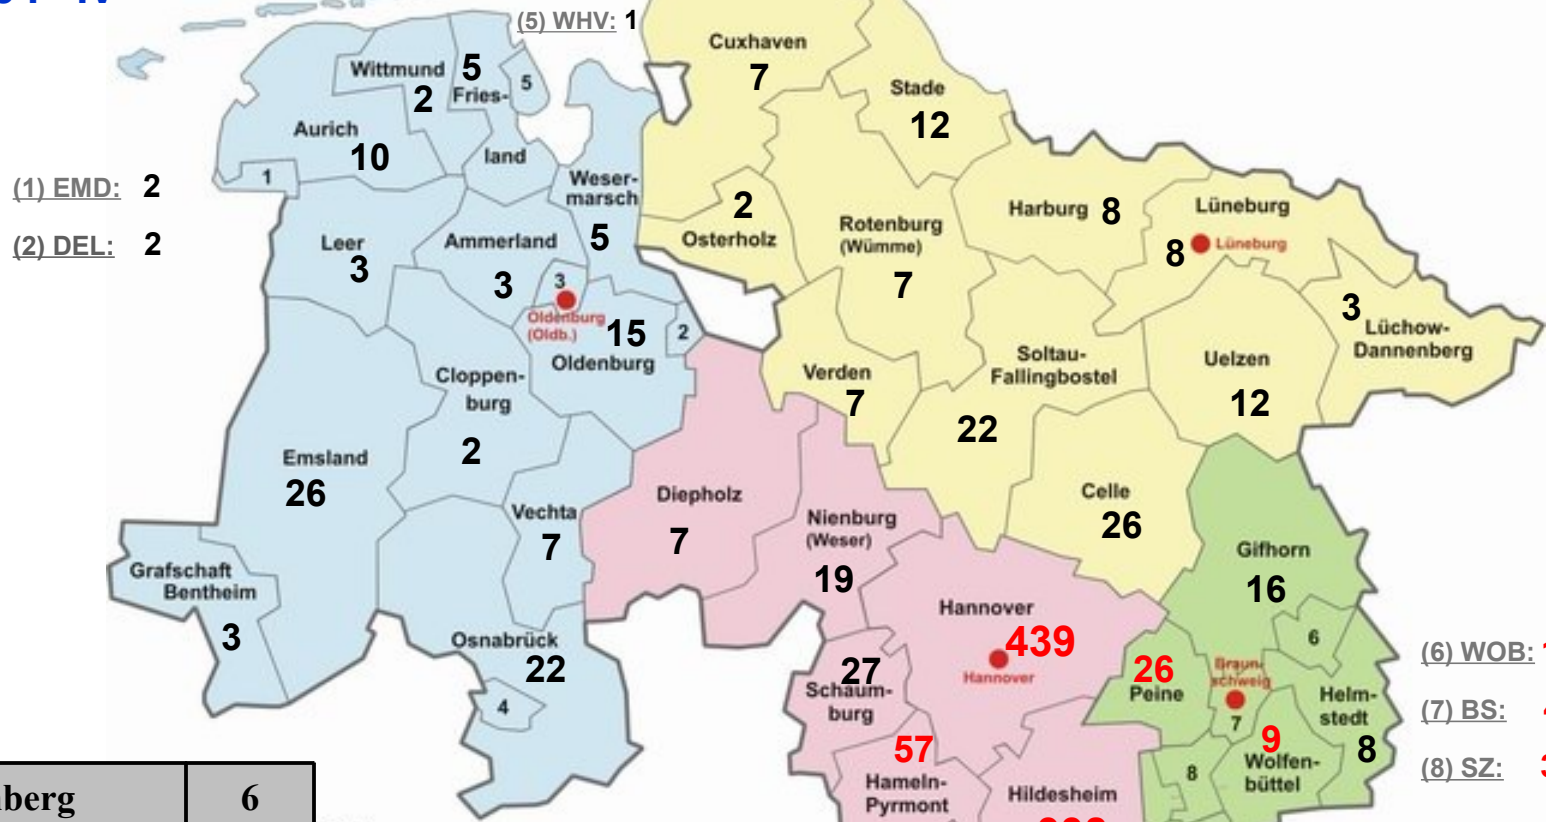 (5) WHV: 1
Cuxhaven
7
Wittmund
2
5
Fries-
land
5
Stade
12
Aurich
10
1
(1) EMD: 2
(2) DEL: 2
Weser-
marsch
5
2
Osterholz
Rotenburg
(Wümme)
7
Harburg 8
Lüneburg
8
Lüneburg
Leer
3
Ammerland
3
3
Oldenburg
(Oldb.)
15
Oldenburg
2
3
Lüchow-
Dannenberg
Verden
7
Soltau-
Fallingbostel
22
Uelzen
12
Cloppen-
burg
2
Emsland
26
Vechta
7
Diepholz
7
Nienburg
(Weser)
19
Celle
26
Gifhorn
16
Grafschaft
Bentheim
3
Osnabrück
22
4
Hannover
439
Hannover
27
Schaum-
burg
26
Peine
Braun-
schweig
7
6
Helm-
stedt
8
(6) WOB:
(7) BS:
(8) SZ:
57
Hameln-
Pyrmont
Hildesheim
8
9
Wolfen-
büttel
berg 6